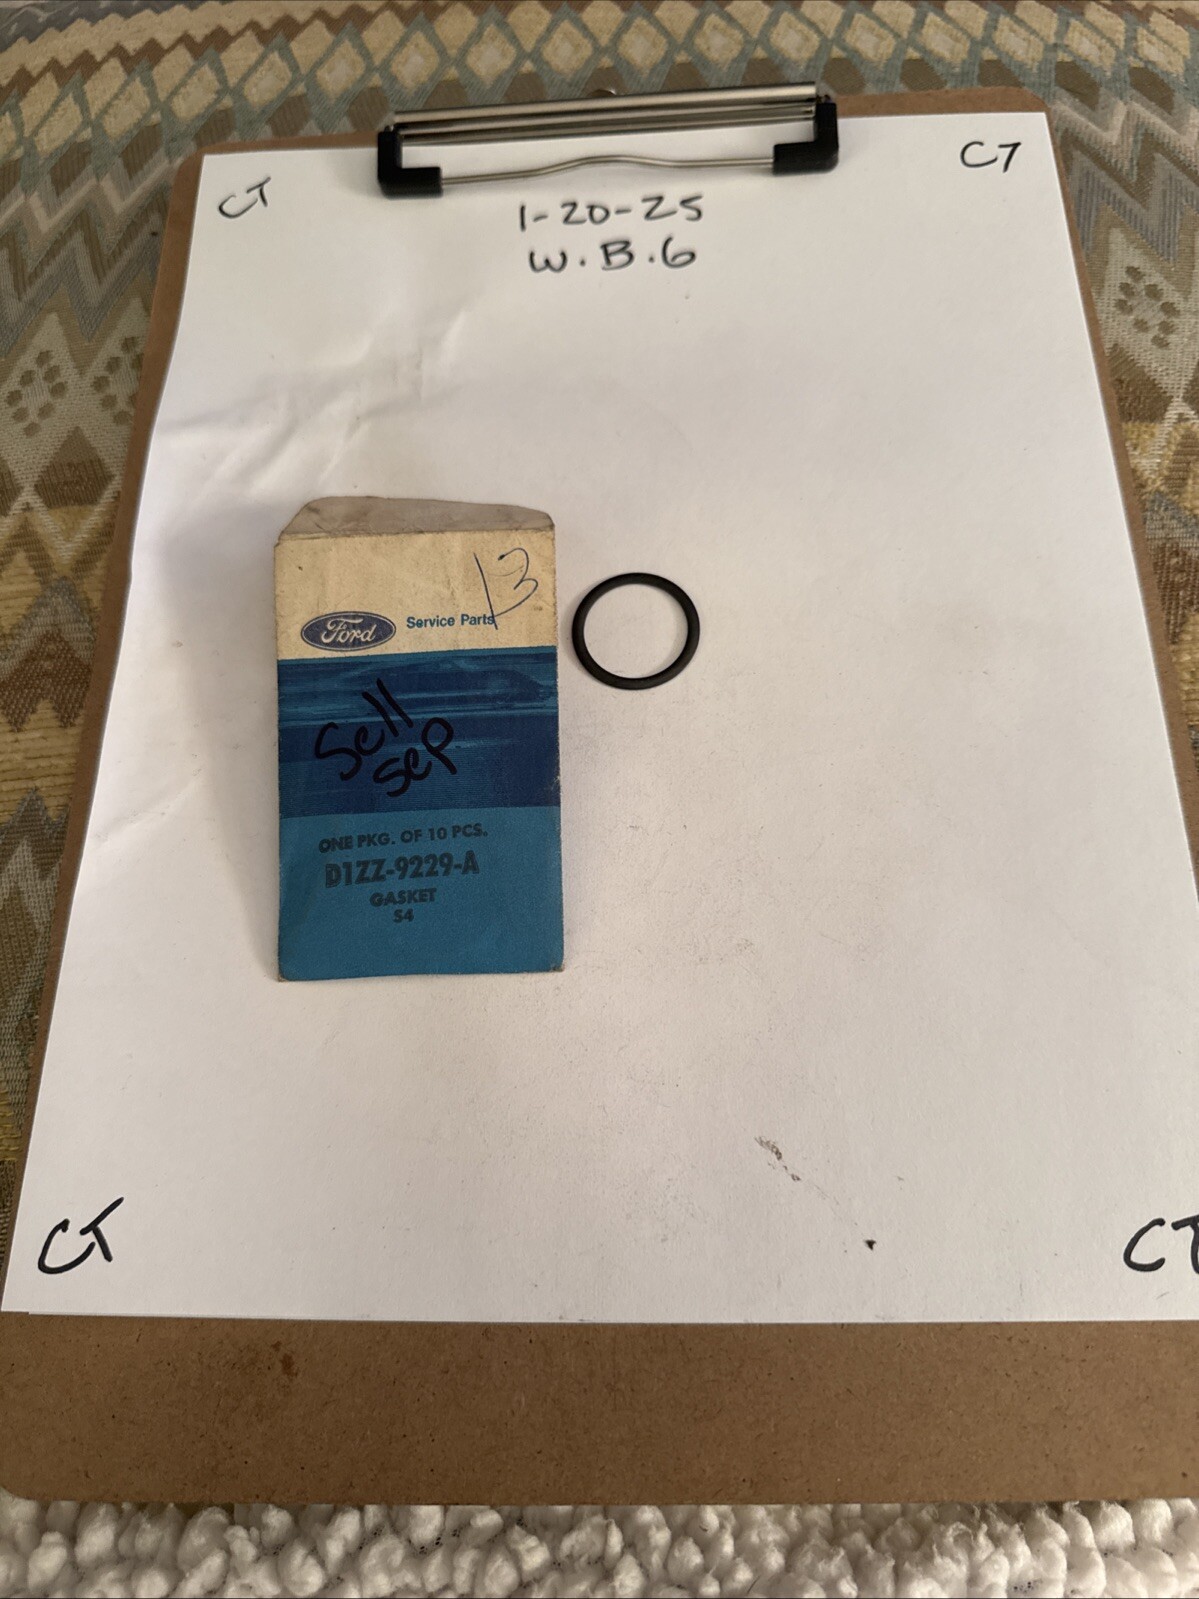 CT
CT
1-20-25
W.B.6
13
Ford
Service Parts
Sell
Sep
ONE PKG. OF 10 PCS.
D1ZZ-9229-A
GASKET
S4
CT
CT